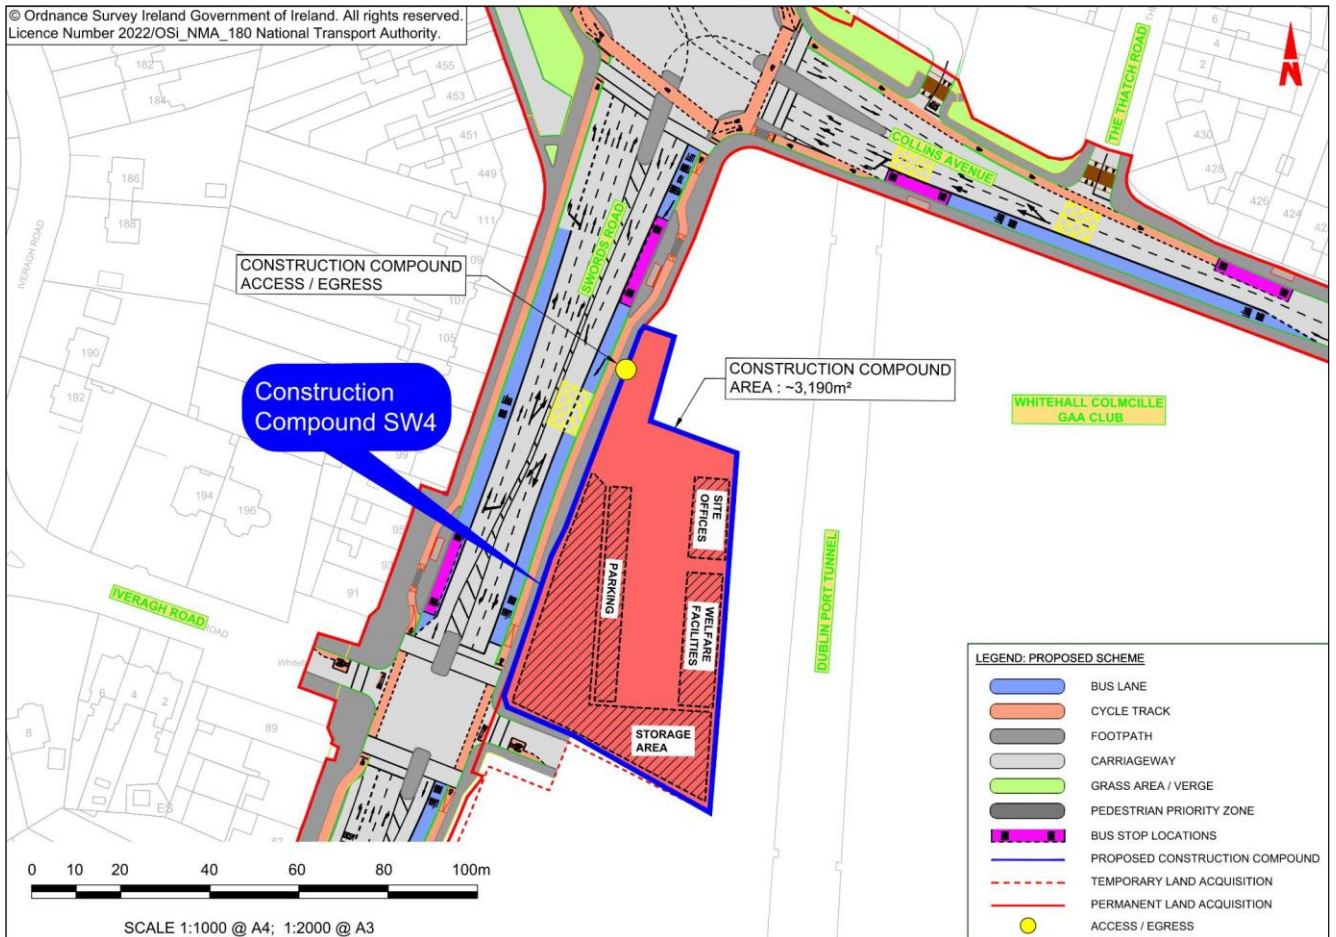 © Ordnance Survey Ireland Government of Ireland. All rights reserved.
Licence Number 2022/OSi_NMA_180 National Transport Authority.
N
182
184
186
188
IVERAGH ROAD
190
192
194
196
455
453
451
449
111
109
107
105
99
95
93
91
89
83
THE THATCH ROAD
6
4
2
430
428
426
424
COLLINS AVENUE
SWORDS ROAD
CONSTRUCTION COMPOUND
ACCESS / EGRESS
Construction
Compound SW4
CONSTRUCTION COMPOUND
AREA : ~3,190m²
WHITEHALL COLMCILLE
GAA CLUB
SITE
OFFICES
PARKING
WELFARE
FACILITIES
STORAGE
AREA
DUBLIN PORT TUNNEL
IVERAGH ROAD
ROAD
8
6
4
2
ES
LEGEND: PROPOSED SCHEME
BUS LANE
CYCLE TRACK
FOOTPATH
CARRIAGEWAY
GRASS AREA / VERGE
PEDESTRIAN PRIORITY ZONE
BUS STOP LOCATIONS
PROPOSED CONSTRUCTION COMPOUND
TEMPORARY LAND ACQUISITION
PERMANENT LAND ACQUISITION
ACCESS / EGRESS
0 10 20 40 60 80 100m
SCALE 1:1000 @ A4; 1:2000 @ A3